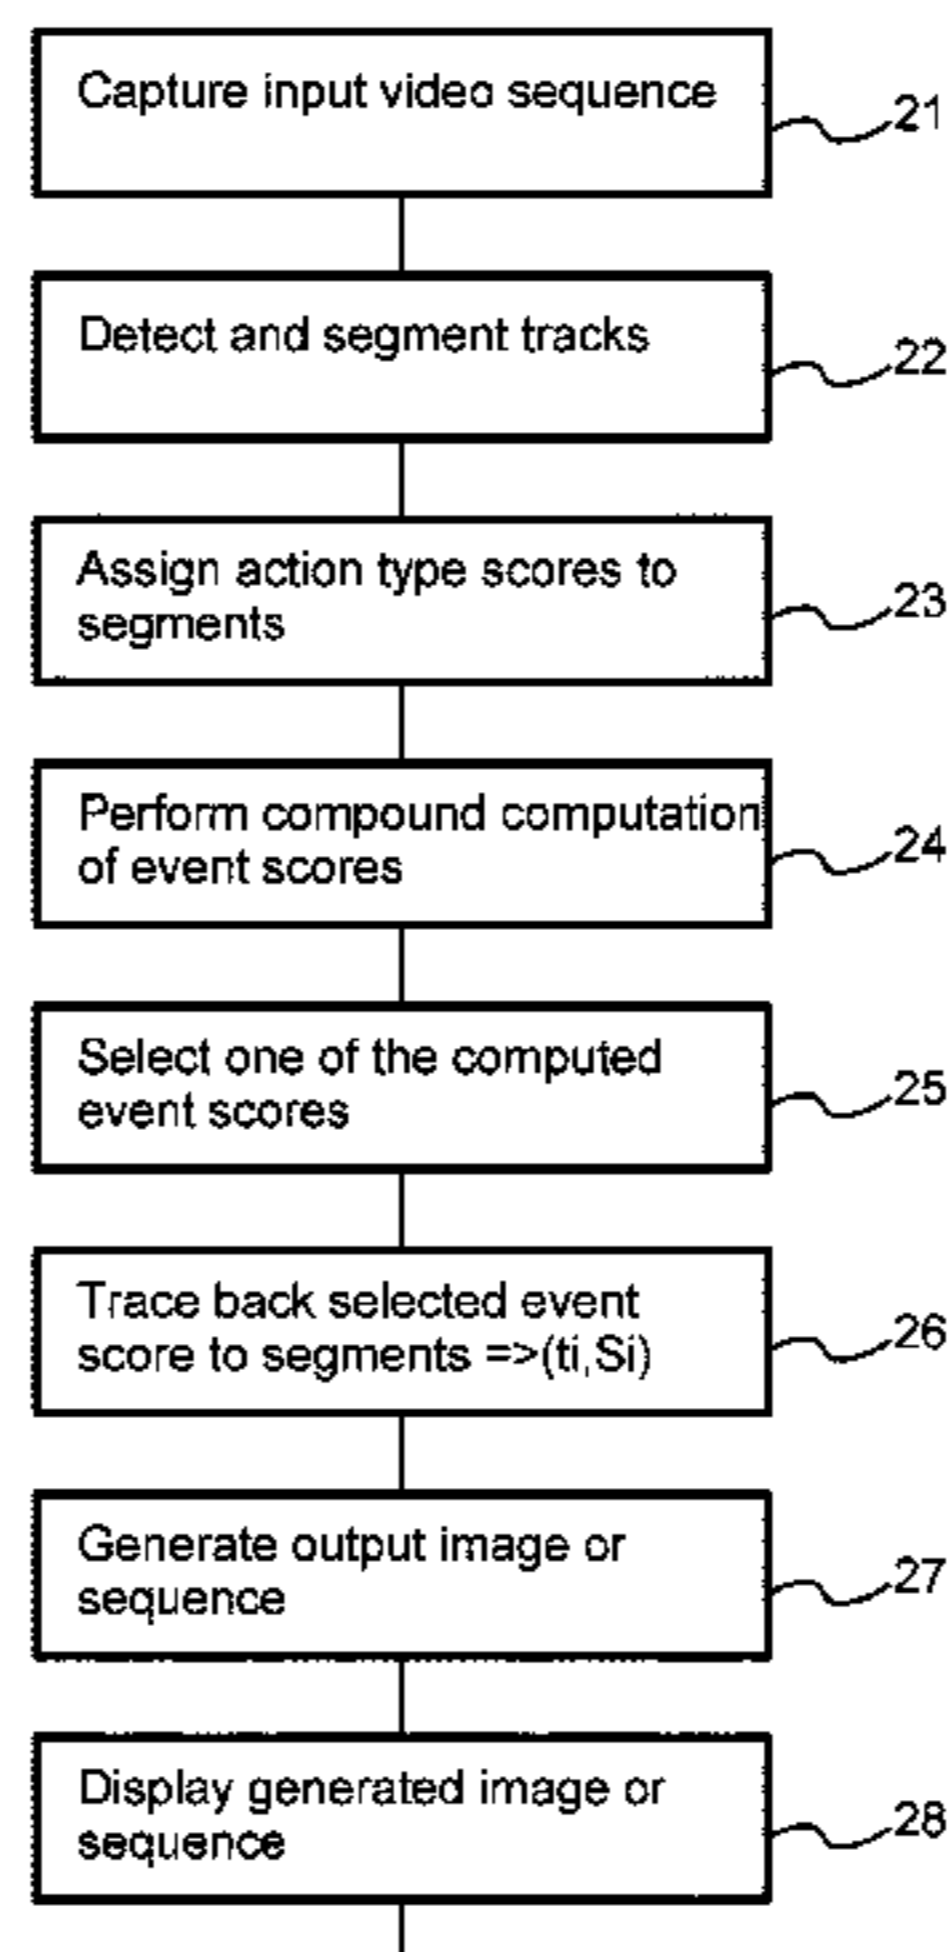 Capture input video sequence
21
Detect and segment tracks
22
Assign action type scores to
segments
23
Perform compound computation
of event scores
24
Select one of the computed
event scores
25
Trace back selected event
score to segments =>(ti,Si)
26
Generate output image or
sequence
27
Display generated image or
sequence
28